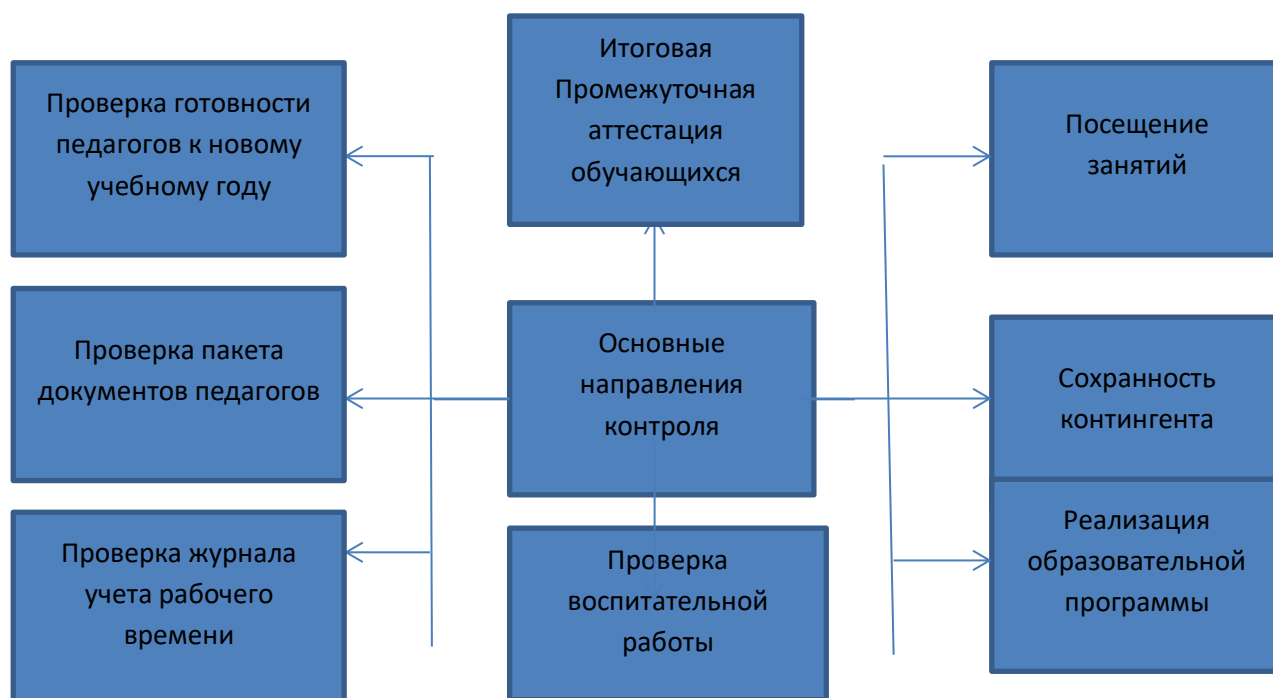 Итоговая
Промежуточная
аттестация
обучающихся
Проверка готовности
педагогов к новому
учебному году
Посещение
занятий
Проверка пакета
документов педагогов
Основные
направления
контроля
Сохранность
контингента
Проверка журнала
учета рабочего
времени
Проверка
воспитательной
работы
Реализация
образовательной
программы